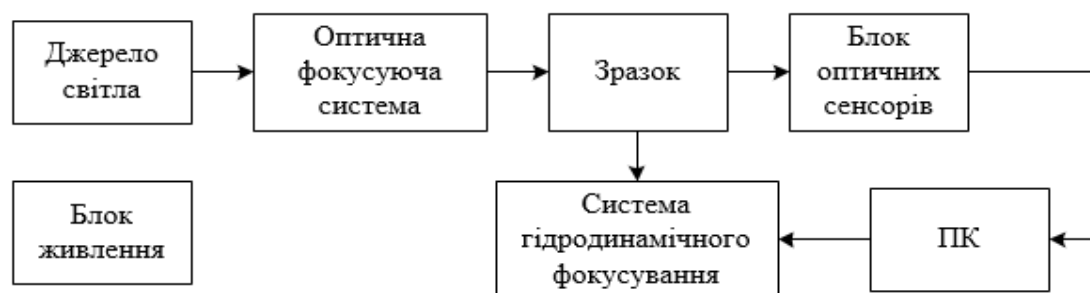 Джерело
світла
Оптична
фокусуюча
система
Зразок
Блок
оптичних
сенсорів
Блок
живлення
Система
гідродинамічного
фокусування
ПК